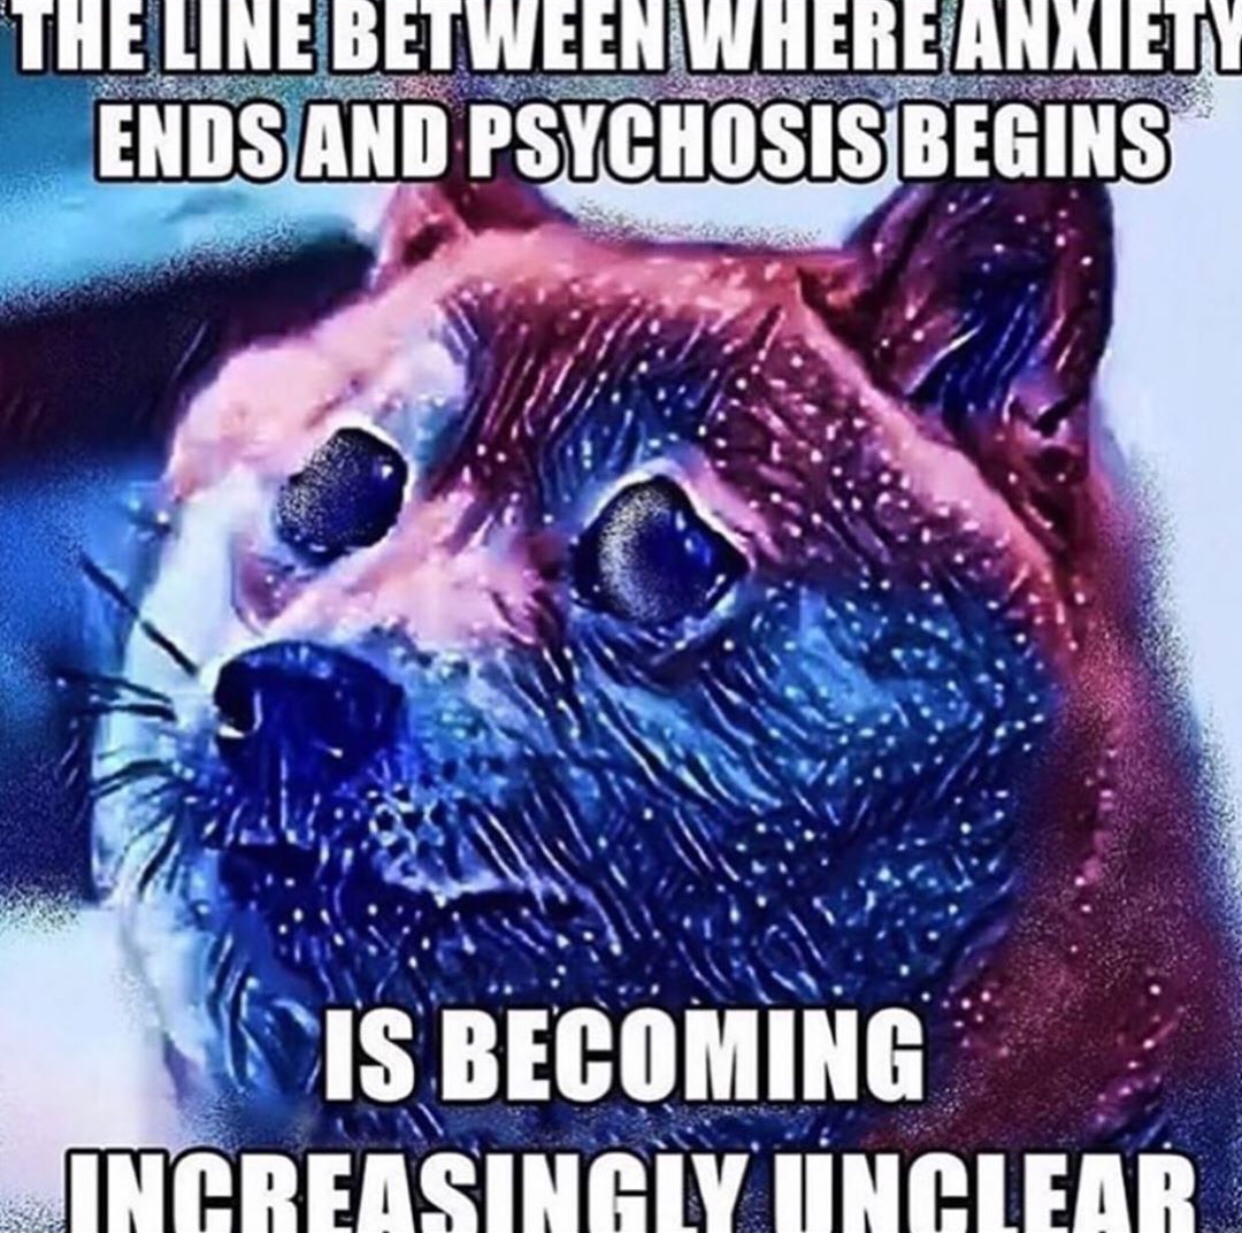 THE LINE BETWEEN WHERE ANXIETY
ENDS AND PSYCHOSIS BEGINS
IS BECOMING
INCREASINGLY UNCLEAR